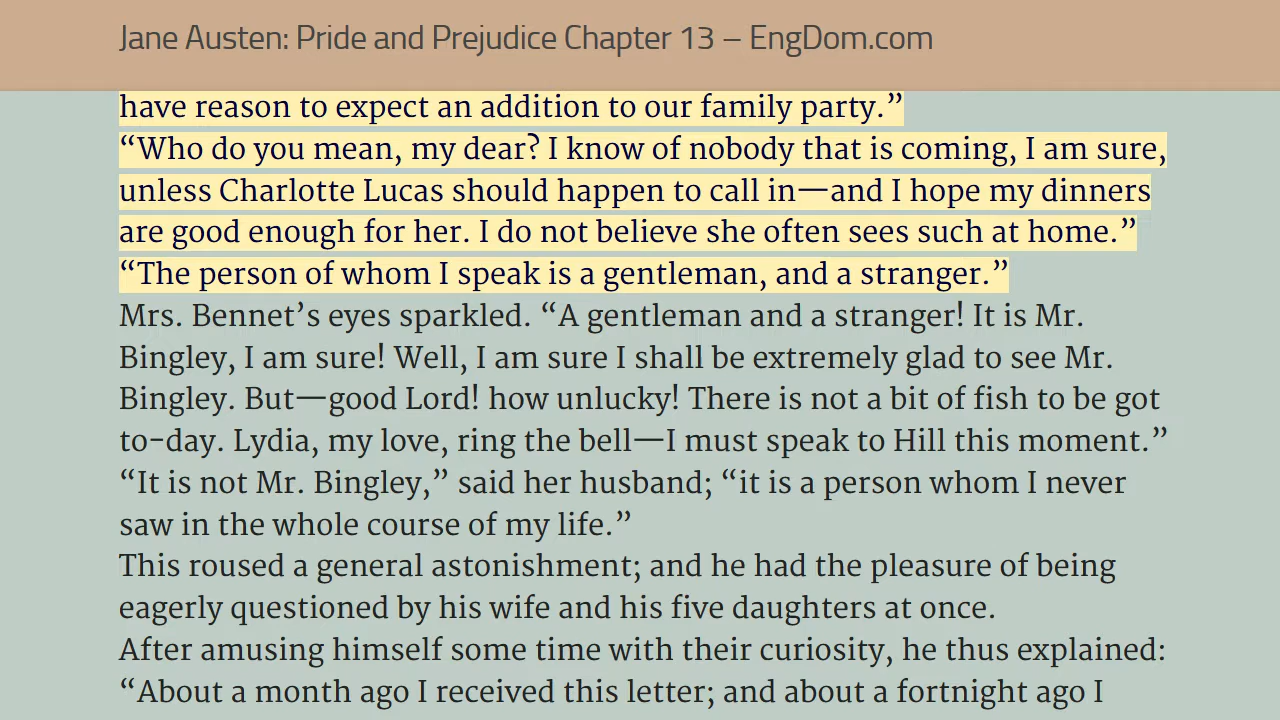 Jane Austen: Pride and Prejudice Chapter 13 – EngDom.com
have reason to expect an addition to our family party.”
“Who do you mean, my dear? I know of nobody that is coming, I am sure,
unless Charlotte Lucas should happen to call in—and I hope my dinners
are good enough for her. I do not believe she often sees such at home.”
“The person of whom I speak is a gentleman, and a stranger.”
Mrs. Bennet’s eyes sparkled. “A gentleman and a stranger! It is Mr.
Bingley, I am sure! Well, I am sure I shall be extremely glad to see Mr.
Bingley. But—good Lord! how unlucky! There is not a bit of fish to be got
to-day. Lydia, my love, ring the bell—I must speak to Hill this moment.”
“It is not Mr. Bingley,” said her husband; “it is a person whom I never
saw in the whole course of my life.”
This roused a general astonishment; and he had the pleasure of being
eagerly questioned by his wife and his five daughters at once.
After amusing himself some time with their curiosity, he thus explained:
“About a month ago I received this letter; and about a fortnight ago I